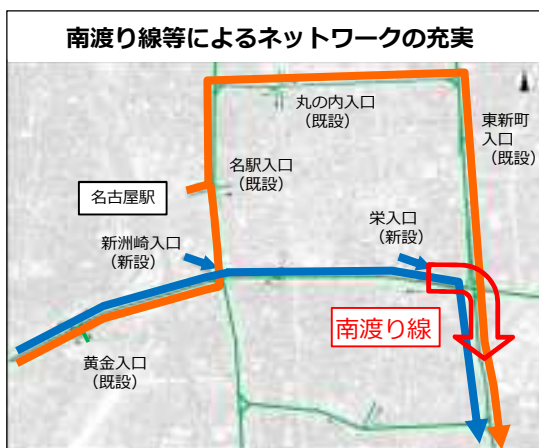 南渡り線等によるネットワークの充実
丸の内入口
（既設）
東新町
入口
（既設）
名駅入口
（既設）
名古屋駅
新洲崎入口
（新設）
栄入口
（新設）
南渡り線
黄金入口
（既設）